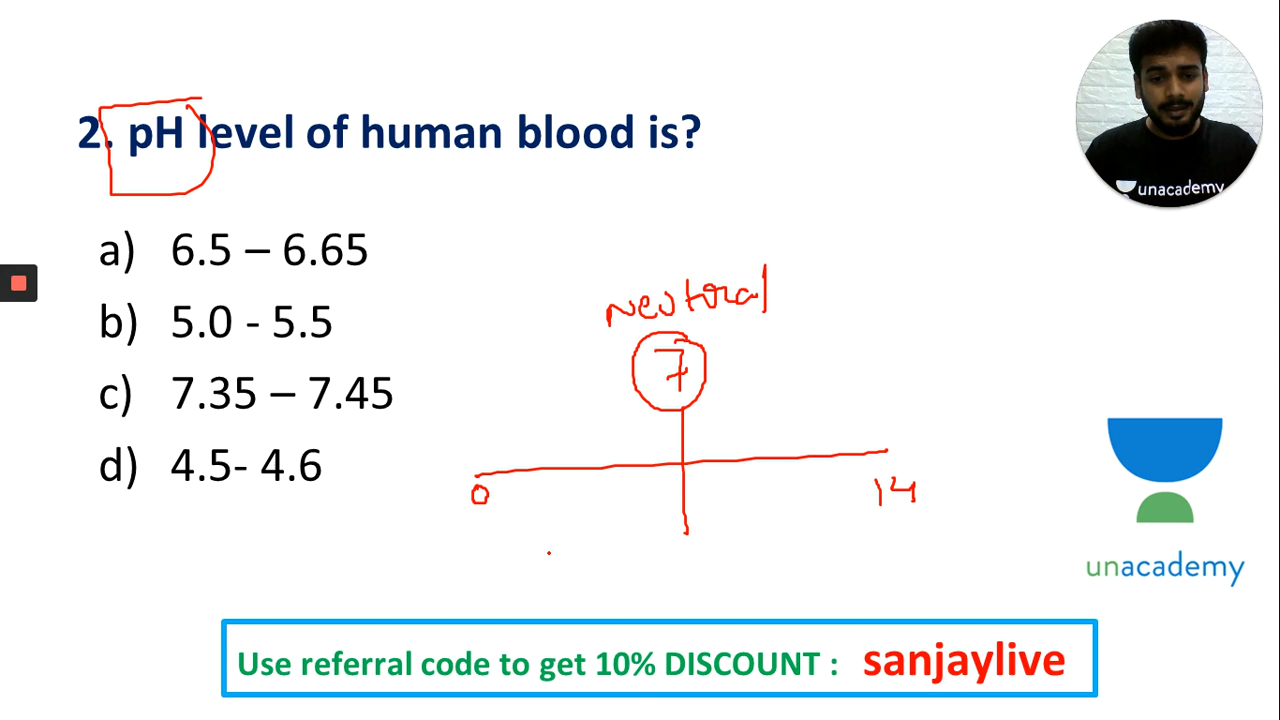 2. pH level of human blood is?
a) 6.5 – 6.65
b) 5.0 - 5.5
c) 7.35 – 7.45
d) 4.5- 4.6
Neutral
7
0
14
unacademy
unacademy
Use referral code to get 10% DISCOUNT : sanjaylive